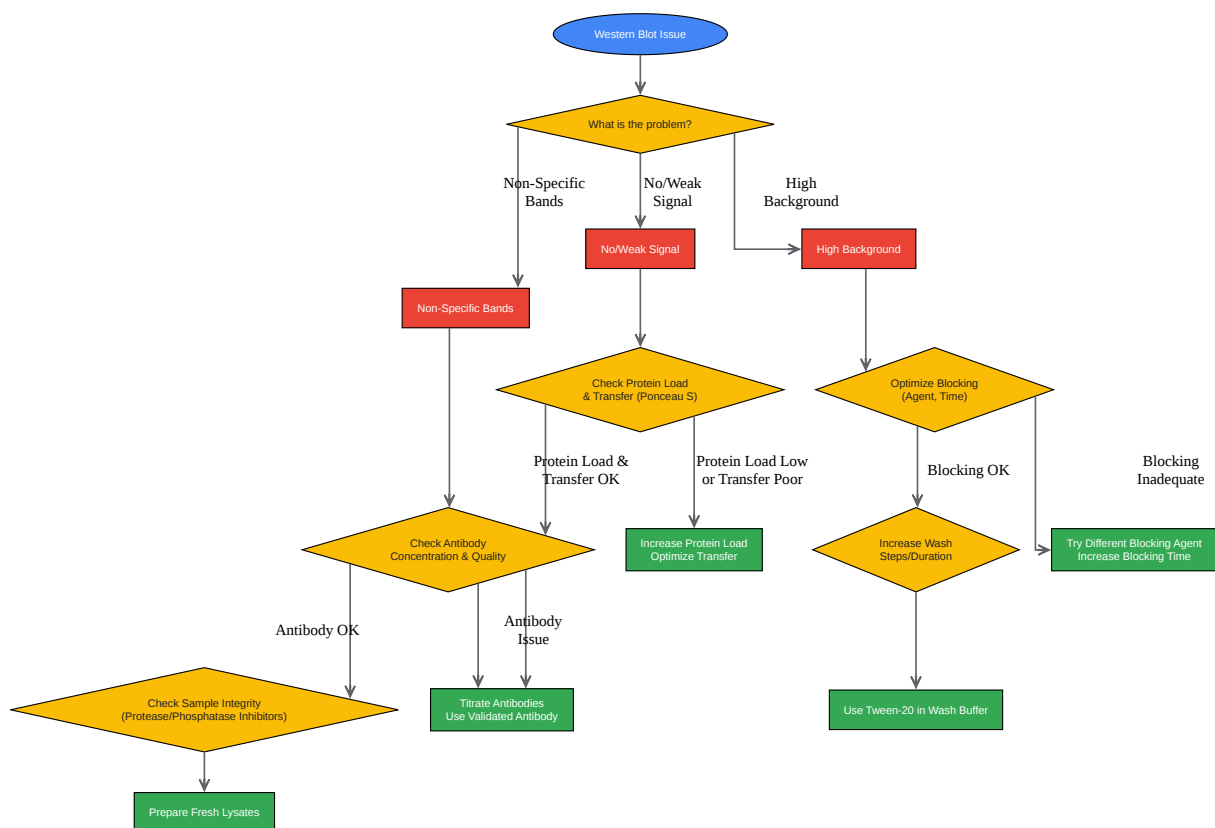 Western Blot Issue
What is the problem?
Non-Specific
Bands
No/Weak
Signal
High
Background
No/Weak Signal
High Background
Non-Specific Bands
Check Protein Load
& Transfer (Ponceau S)
Optimize Blocking
(Agent, Time)
Protein Load &
Transfer OK
Protein Load Low
or Transfer Poor
Blocking OK
Blocking
Inadequate
Check Antibody
Concentration & Quality
Increase Protein Load
Optimize Transfer
Increase Wash
Steps/Duration
Try Different Blocking Agent
Increase Blocking Time
Antibody OK
Antibody
Issue
Check Sample Integrity
(Protease/Phosphatase Inhibitors)
Titrate Antibodies
Use Validated Antibody
Use Tween-20 in Wash Buffer
Prepare Fresh Lysates